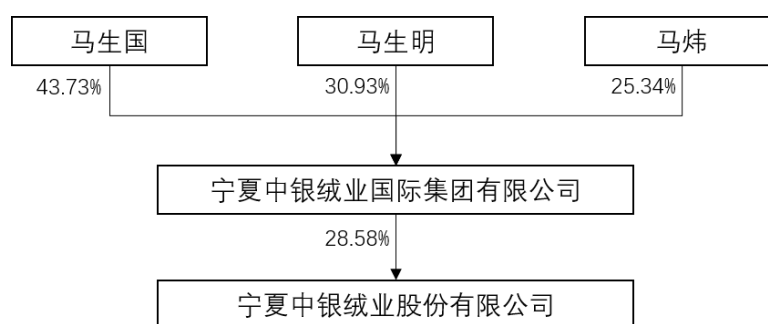 马生国 马生明 马炜
43.73% 30.93% 25.34%
宁夏中银绒业国际集团有限公司
28.58%
宁夏中银绒业股份有限公司